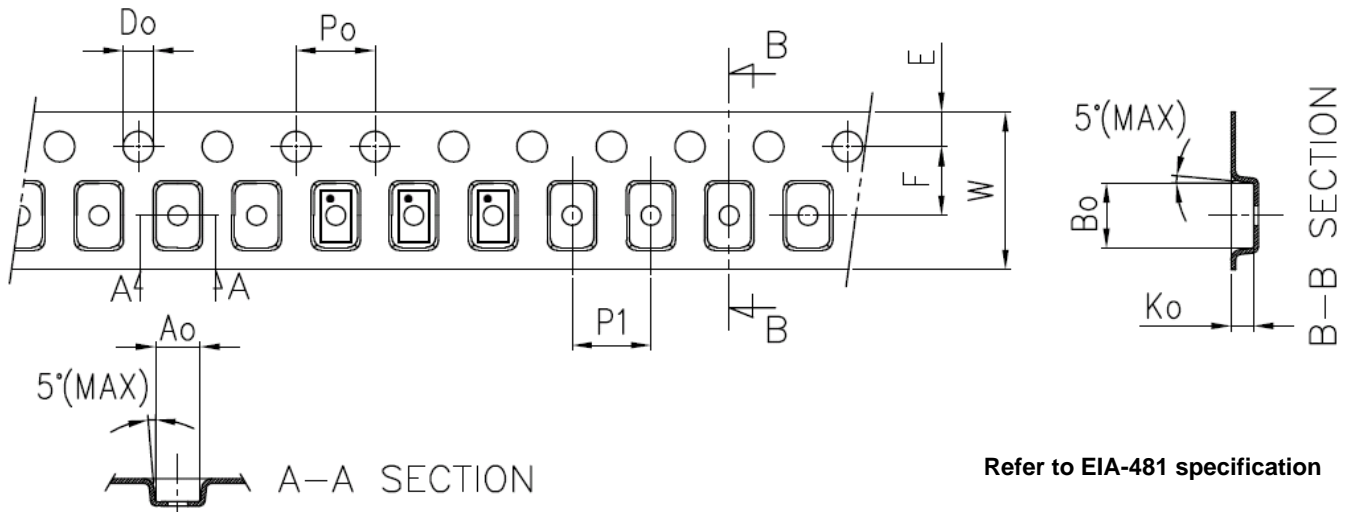 Do
Po
B
E
5°(MAX)
F
W
Bo
B-B SECTION
A
A
Ko
P1
B
Ao
5°(MAX)
A-A SECTION
Refer to EIA-481 specification